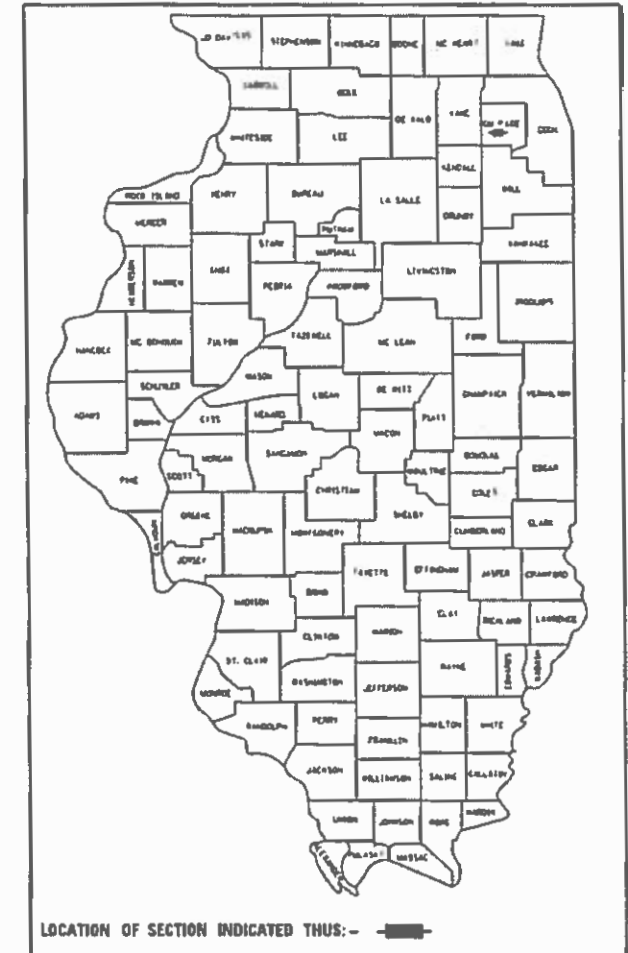 JO DAVIESS STEPHENSON WINNEBAGO BOONE MC HENRY LAKE
CARROLL OGLE
DE KALB KANE DU PAGE COOK
WHITESIDE LEE
KENDALL
ROCK ISLAND HENRY BUREAU LA SALLE GRUNDY WILL
MERCER PUTNAM
STARK MARSHALL KANKAKEE
HENDERSON WARREN KNOX PEORIA WOODFORD LIVINGSTON
IROQUOIS
HANCOCK MC DONOUGH FULTON TAZEWELL MC LEAN FORD
MASON
SCHUYLER LOGAN DE WITT CHAMPAIGN VERMILION
ADAMS BROWN CASS MENARD PIATT
MACON
PIKE SCOTT MORGAN SANGAMON DOUGLAS
CHRISTIAN MOULTRIE COLES EDGAR
CALHOUN GREENE MACOUPIN MONTGOMERY SHELBY
CUMBERLAND CLARK
JERSEY
FAYETTE EFFINGHAM JASPER CRAWFORD
MADISON BOND
CLINTON MARION CLAY RICHLAND LAWRENCE
ST. CLAIR WAYNE EDWARDS WABASH
MONROE WASHINGTON JEFFERSON
RANDOLPH PERRY HAMILTON WHITE
FRANKLIN
JACKSON WILLIAMSON SALINE GALLATIN
UNION JOHNSON POPE HARDIN
ALEXANDER PULASKI MASSAC
LOCATION OF SECTION INDICATED THUS:-